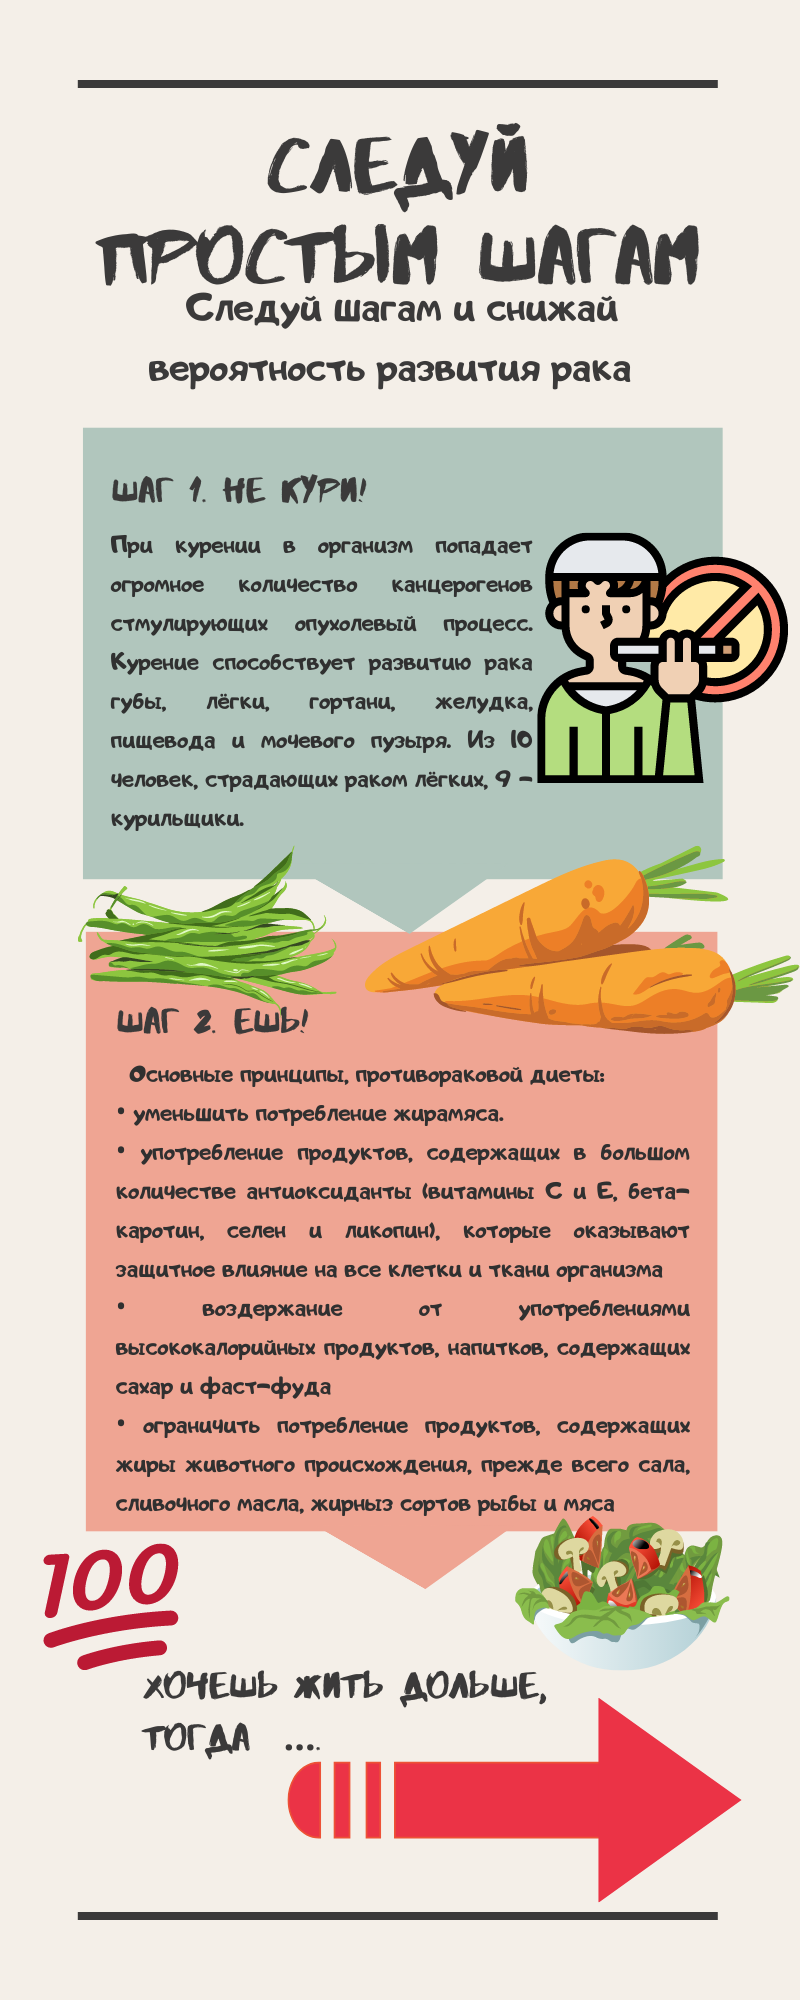 СЛЕДУЙ
ПРОСТЫМ ШАГАМ
Следуй шагам и снижай
вероятность развития рака
ШАГ 1. НЕ КУРИ!
При курении в организм попадает
огромное количество канцерогенов
стмулирующих опухолевый процесс.
Курение способствует развитию рака
губы, лёгки, гортани, желудка,
пищевода и мочевого пузыря. Из 10
человек, страдающих раком лёгких, 9 -
курильщики.
ШАГ 2. ЕШЬ!
Основные принципы, противораковой диеты:
• уменьшить потребление жирамяса.
• употребление продуктов, содержащих в большом
количестве антиоксиданты (витамины С и Е, бета-
каротин, селен и ликопин), которые оказывают
защитное влияние на все клетки и ткани организма
• воздержание от употреблениями
высококалорийных продуктов, напитков, содержащих
сахар и фаст-фуда
• ограничить потребление продуктов, содержащих
жиры животного происхождения, прежде всего сала,
сливочного масла, жирныз сортов рыбы и мяса
100
ХОЧЕШЬ ЖИТЬ ДОЛЬШЕ,
ТОГДА ....